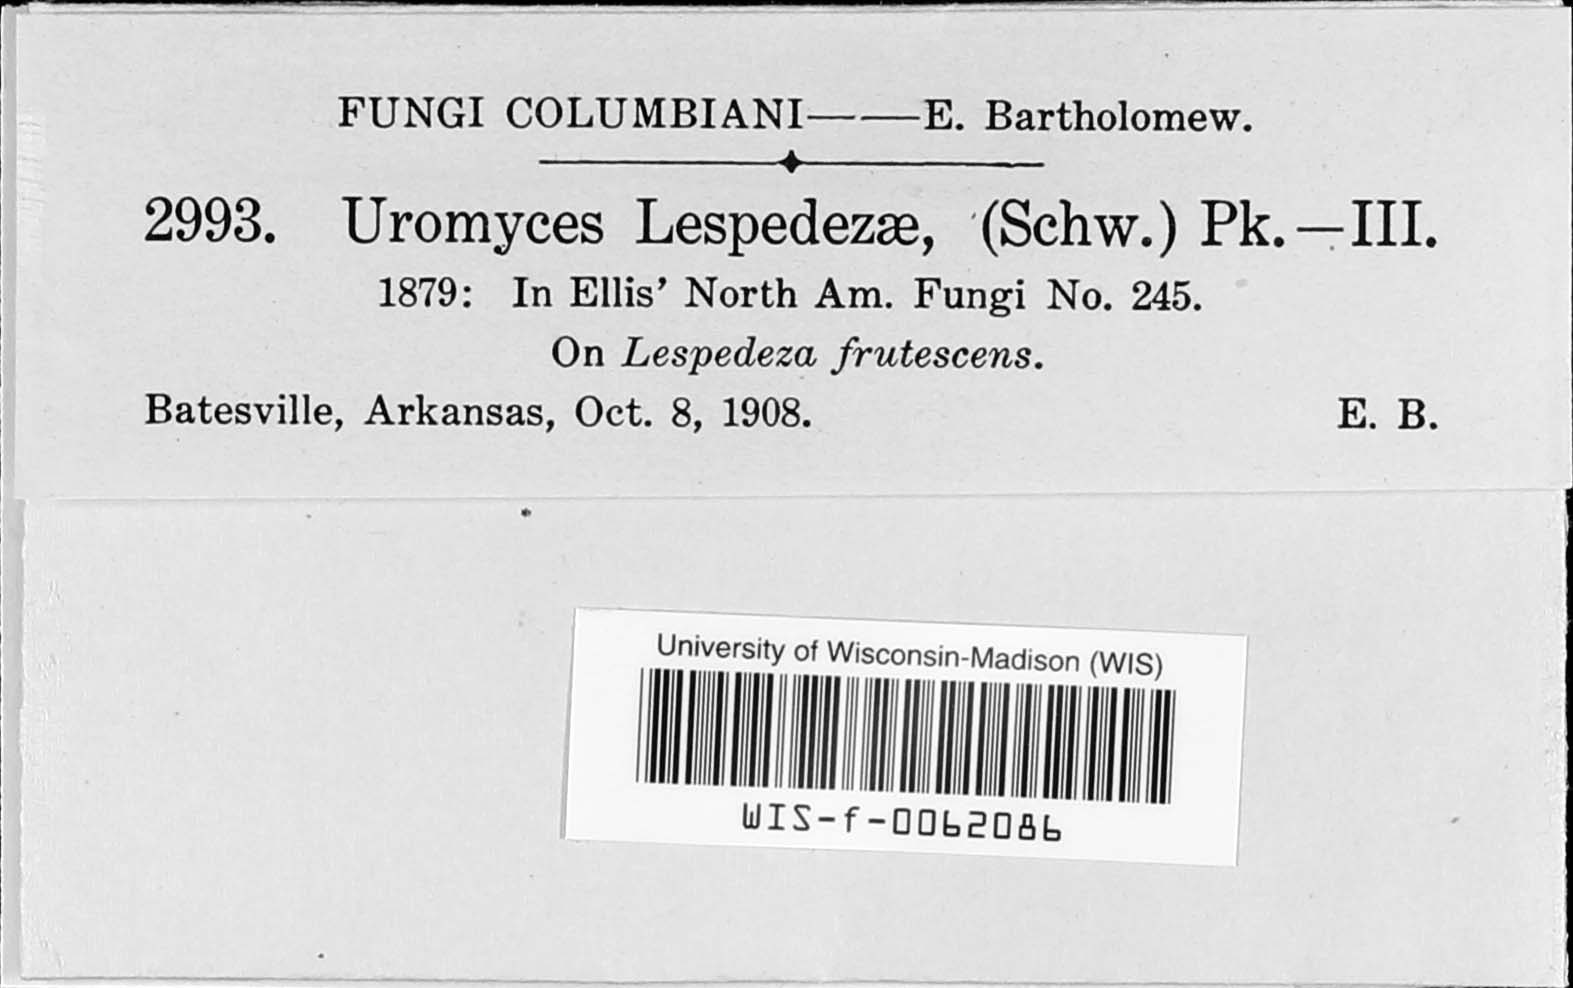 FUNGI COLUMBIANI——E. Bartholomew.
2993. Uromyces Lespedezæ, (Schw.) Pk.—III.
1879: In Ellis' North Am. Fungi No. 245.
On Lespedeza frutescens.
Batesville, Arkansas, Oct. 8, 1908. E. B.
University of Wisconsin-Madison (WIS)
WIS-f-0062086